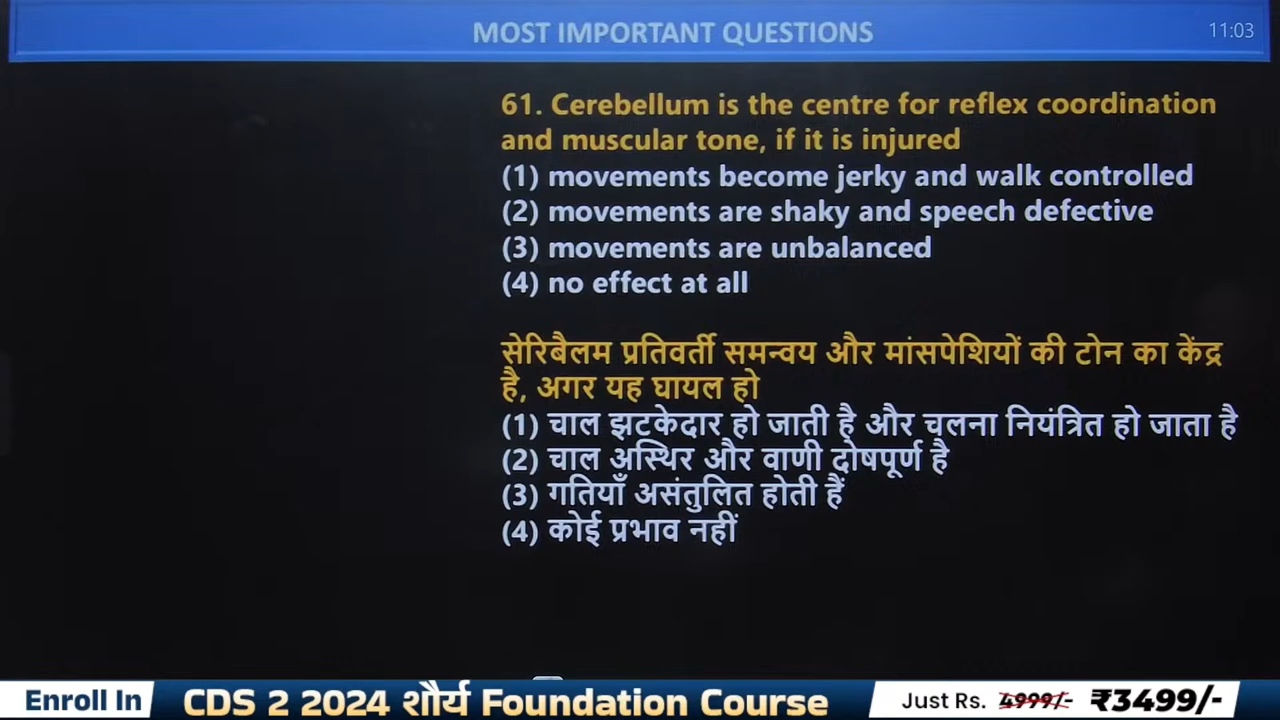 MOST IMPORTANT QUESTIONS
11:03
61. Cerebellum is the centre for reflex coordination
and muscular tone, if it is injured
(1) movements become jerky and walk controlled
(2) movements are shaky and speech defective
(3) movements are unbalanced
(4) no effect at all
सेरिबैलम प्रतिवर्ती समन्वय और मांसपेशियों की टोन का केंद्र
है, अगर यह घायल हो
(1) चाल झटकेदार हो जाती है और चलना नियंत्रित हो जाता है
(2) चाल अस्थिर और वाणी दोषपूर्ण है
(3) गतियाँ असंतुलित होती हैं
(4) कोई प्रभाव नहीं
Enroll In CDS 2 2024 शौर्य Foundation Course Just Rs. 4999/- ₹3499/-